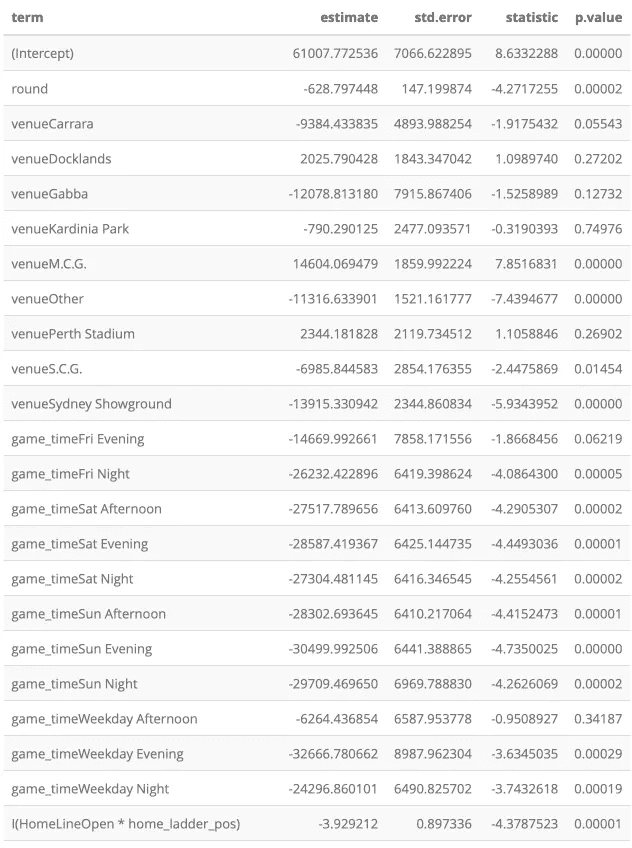 term estimate std.error statistic p.value
(Intercept) 61007.772536 7066.622895 8.6332288 0.00000
round -628.797448 147.199874 -4.2717255 0.00002
venueCarrara -9384.433835 4893.988254 -1.9175432 0.05543
venueDocklands 2025.790428 1843.347042 1.0989740 0.27202
venueGabba -12078.813180 7915.867406 -1.5258989 0.12732
venueKardinia Park -790.290125 2477.093571 -0.3190393 0.74976
venueM.C.G. 14604.069479 1859.992224 7.8516831 0.00000
venueOther -11316.633901 1521.161777 -7.4394677 0.00000
venuePerth Stadium 2344.181828 2119.734512 1.1058846 0.26902
venueS.C.G. -6985.844583 2854.176355 -2.4475869 0.01454
venueSydney Showground -13915.330942 2344.860834 -5.9343952 0.00000
game_timeFri Evening -14669.992661 7858.171556 -1.8668456 0.06219
game_timeFri Night -26232.422896 6419.398624 -4.0864300 0.00005
game_timeSat Afternoon -27517.789656 6413.609760 -4.2905307 0.00002
game_timeSat Evening -28587.419367 6425.144735 -4.4493036 0.00001
game_timeSat Night -27304.481145 6416.346545 -4.2554561 0.00002
game_timeSun Afternoon -28302.693645 6410.217064 -4.4152473 0.00001
game_timeSun Evening -30499.992506 6441.388865 -4.7350025 0.00000
game_timeSun Night -29709.469650 6969.788830 -4.2626069 0.00002
game_timeWeekday Afternoon -6264.436854 6587.953778 -0.9508927 0.34187
game_timeWeekday Evening -32666.780662 8987.962304 -3.6345035 0.00029
game_timeWeekday Night -24296.860101 6490.825702 -3.7432618 0.00019
I(HomeLineOpen * home_ladder_pos) -3.929212 0.897336 -4.3787523 0.00001